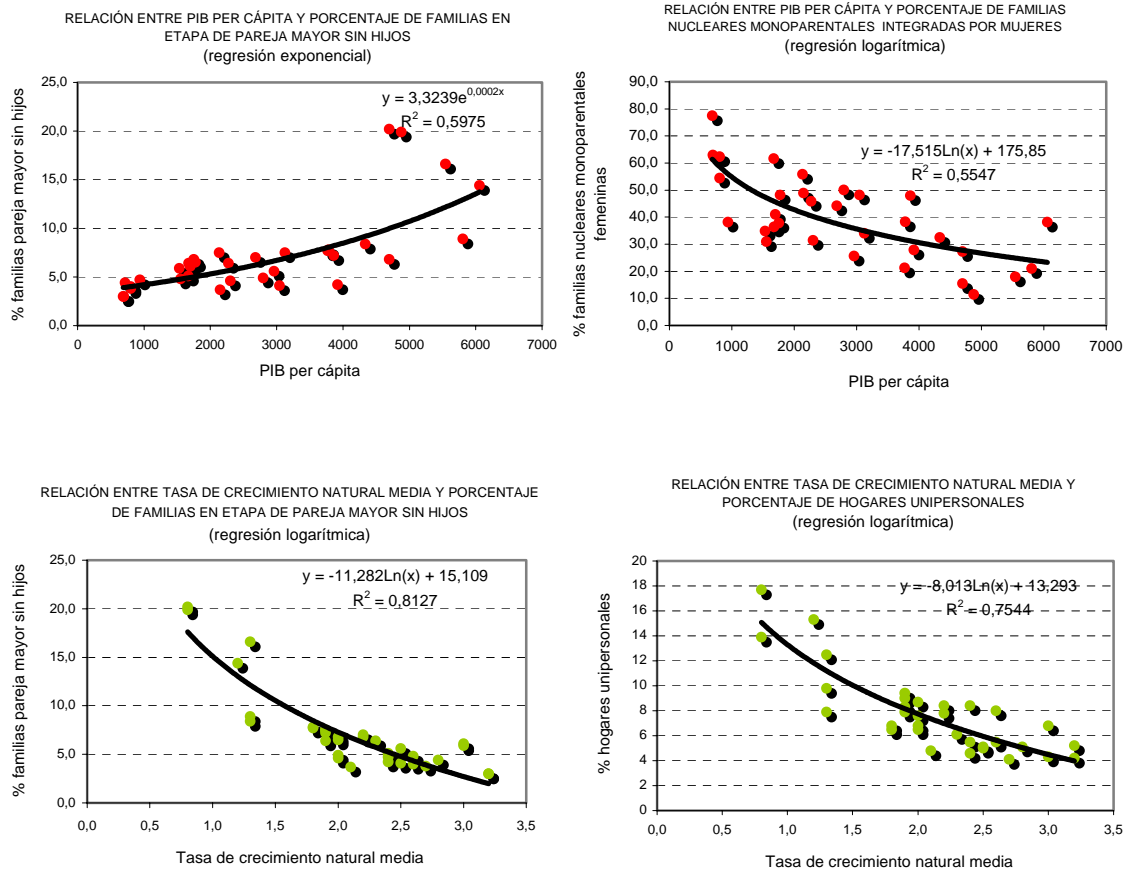 RELACIÓN ENTRE PIB PER CÁPITA Y PORCENTAJE DE FAMILIAS EN
ETAPA DE PAREJA MAYOR SIN HIJOS
(regresión exponencial)
y = 3,3239e^0,0002x
R² = 0,5975
25,0
20,0
15,0
10,0
5,0
0,0
% familias pareja mayor sin hijos
0 1000 2000 3000 4000 5000 6000 7000
PIB per cápita
RELACIÓN ENTRE PIB PER CÁPITA Y PORCENTAJE DE FAMILIAS
NUCLEARES MONOPARENTALES INTEGRADAS POR MUJERES
(regresión logarítmica)
y = -17,515Ln(x) + 175,85
R² = 0,5547
90,0
80,0
70,0
60,0
50,0
40,0
30,0
20,0
10,0
0,0
% familias nucleares monoparentales
femeninas
0 1000 2000 3000 4000 5000 6000 7000
PIB per cápita
RELACIÓN ENTRE TASA DE CRECIMIENTO NATURAL MEDIA Y PORCENTAJE
DE FAMILIAS EN ETAPA DE PAREJA MAYOR SIN HIJOS
(regresión logarítmica)
y = -11,282Ln(x) + 15,109
R² = 0,8127
25,0
20,0
15,0
10,0
5,0
0,0
% familias pareja mayor sin hijos
0,0 0,5 1,0 1,5 2,0 2,5 3,0 3,5
Tasa de crecimiento natural media
RELACIÓN ENTRE TASA DE CRECIMIENTO NATURAL MEDIA Y
PORCENTAJE DE HOGARES UNIPERSONALES
(regresión logarítmica)
y = -8,013Ln(x) + 13,293
R² = 0,7544
20
18
16
14
12
10
8
6
4
2
0
% hogares unipersonales
0,0 0,5 1,0 1,5 2,0 2,5 3,0 3,5
Tasa de crecimiento natural media